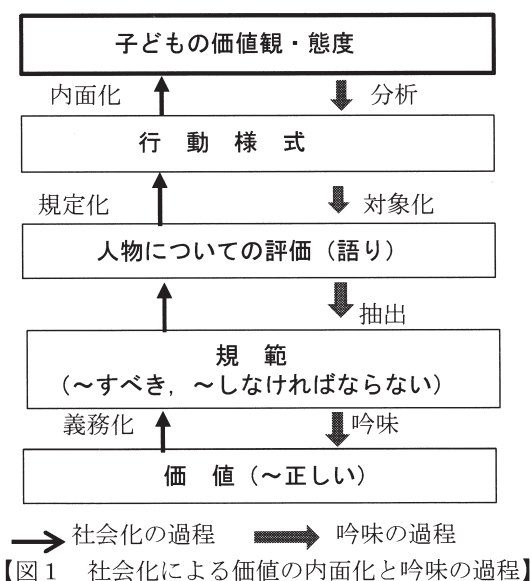 子どもの価値観・態度
内面化 分析
行 動 様 式
規定化 対象化
人物についての評価（語り）
抽出
規 範
（～すべき，～しなければならない）
義務化 吟味
価 値（～正しい）
社会化の過程 吟味の過程
【図１ 社会化による価値の内面化と吟味の過程】